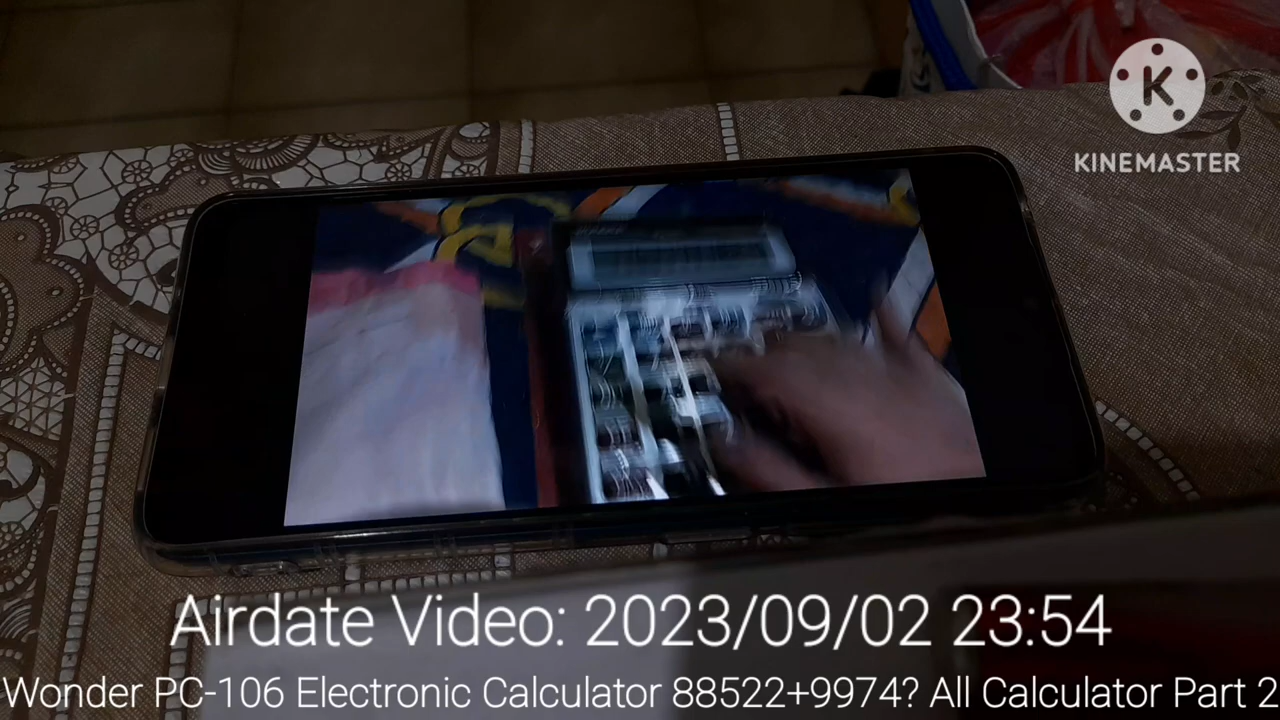 K
KINEMASTER
Airdate Video: 2023/09/02 23:54
Wonder PC-106 Electronic Calculator 88522+9974? All Calculator Part 2